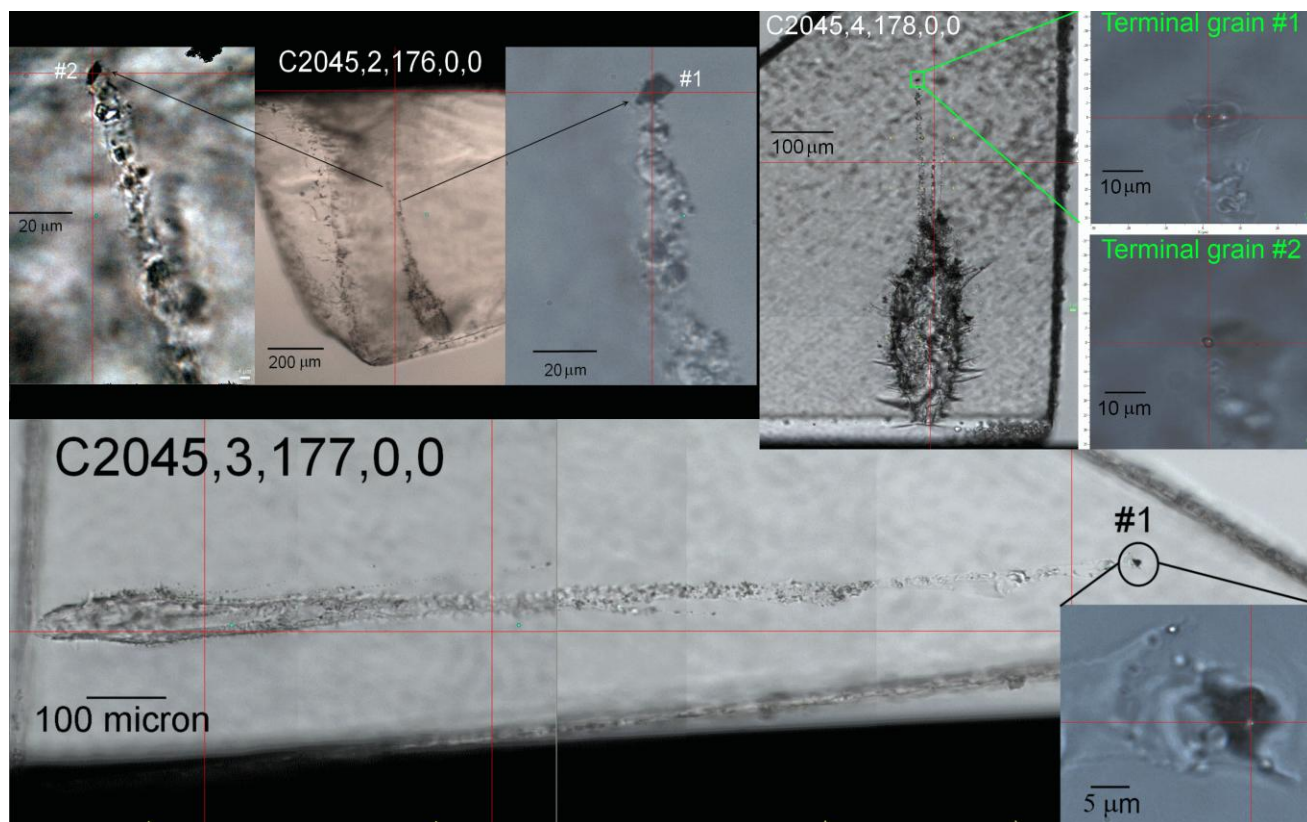 #2
20 μm
C2045,2,176,0,0
200 μm
#1
20 μm
C2045,4,178,0,0
100 μm
Terminal grain #1
10 μm
Terminal grain #2
10 μm
C2045,3,177,0,0
100 micron
#1
5 μm